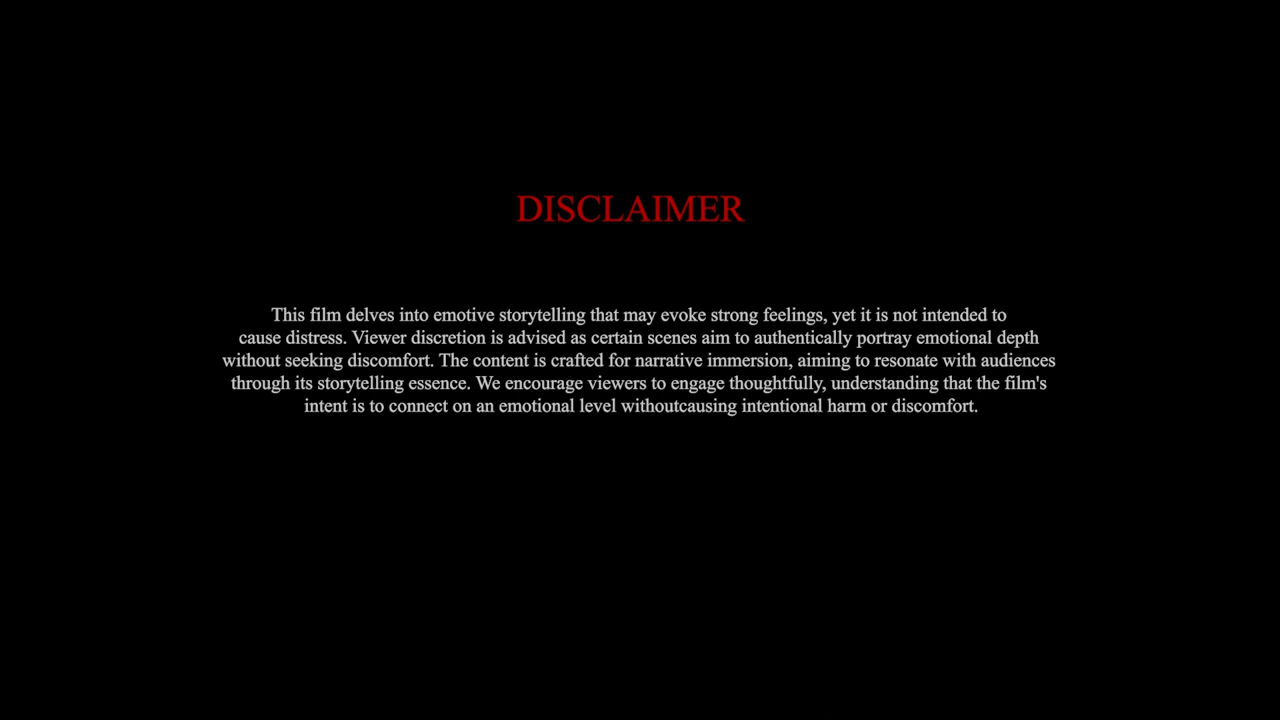 DISCLAIMER
This film delves into emotive storytelling that may evoke strong feelings, yet it is not intended to
cause distress. Viewer discretion is advised as certain scenes aim to authentically portray emotional depth
without seeking discomfort. The content is crafted for narrative immersion, aiming to resonate with audiences
through its storytelling essence. We encourage viewers to engage thoughtfully, understanding that the film's
intent is to connect on an emotional level withoutcausing intentional harm or discomfort.